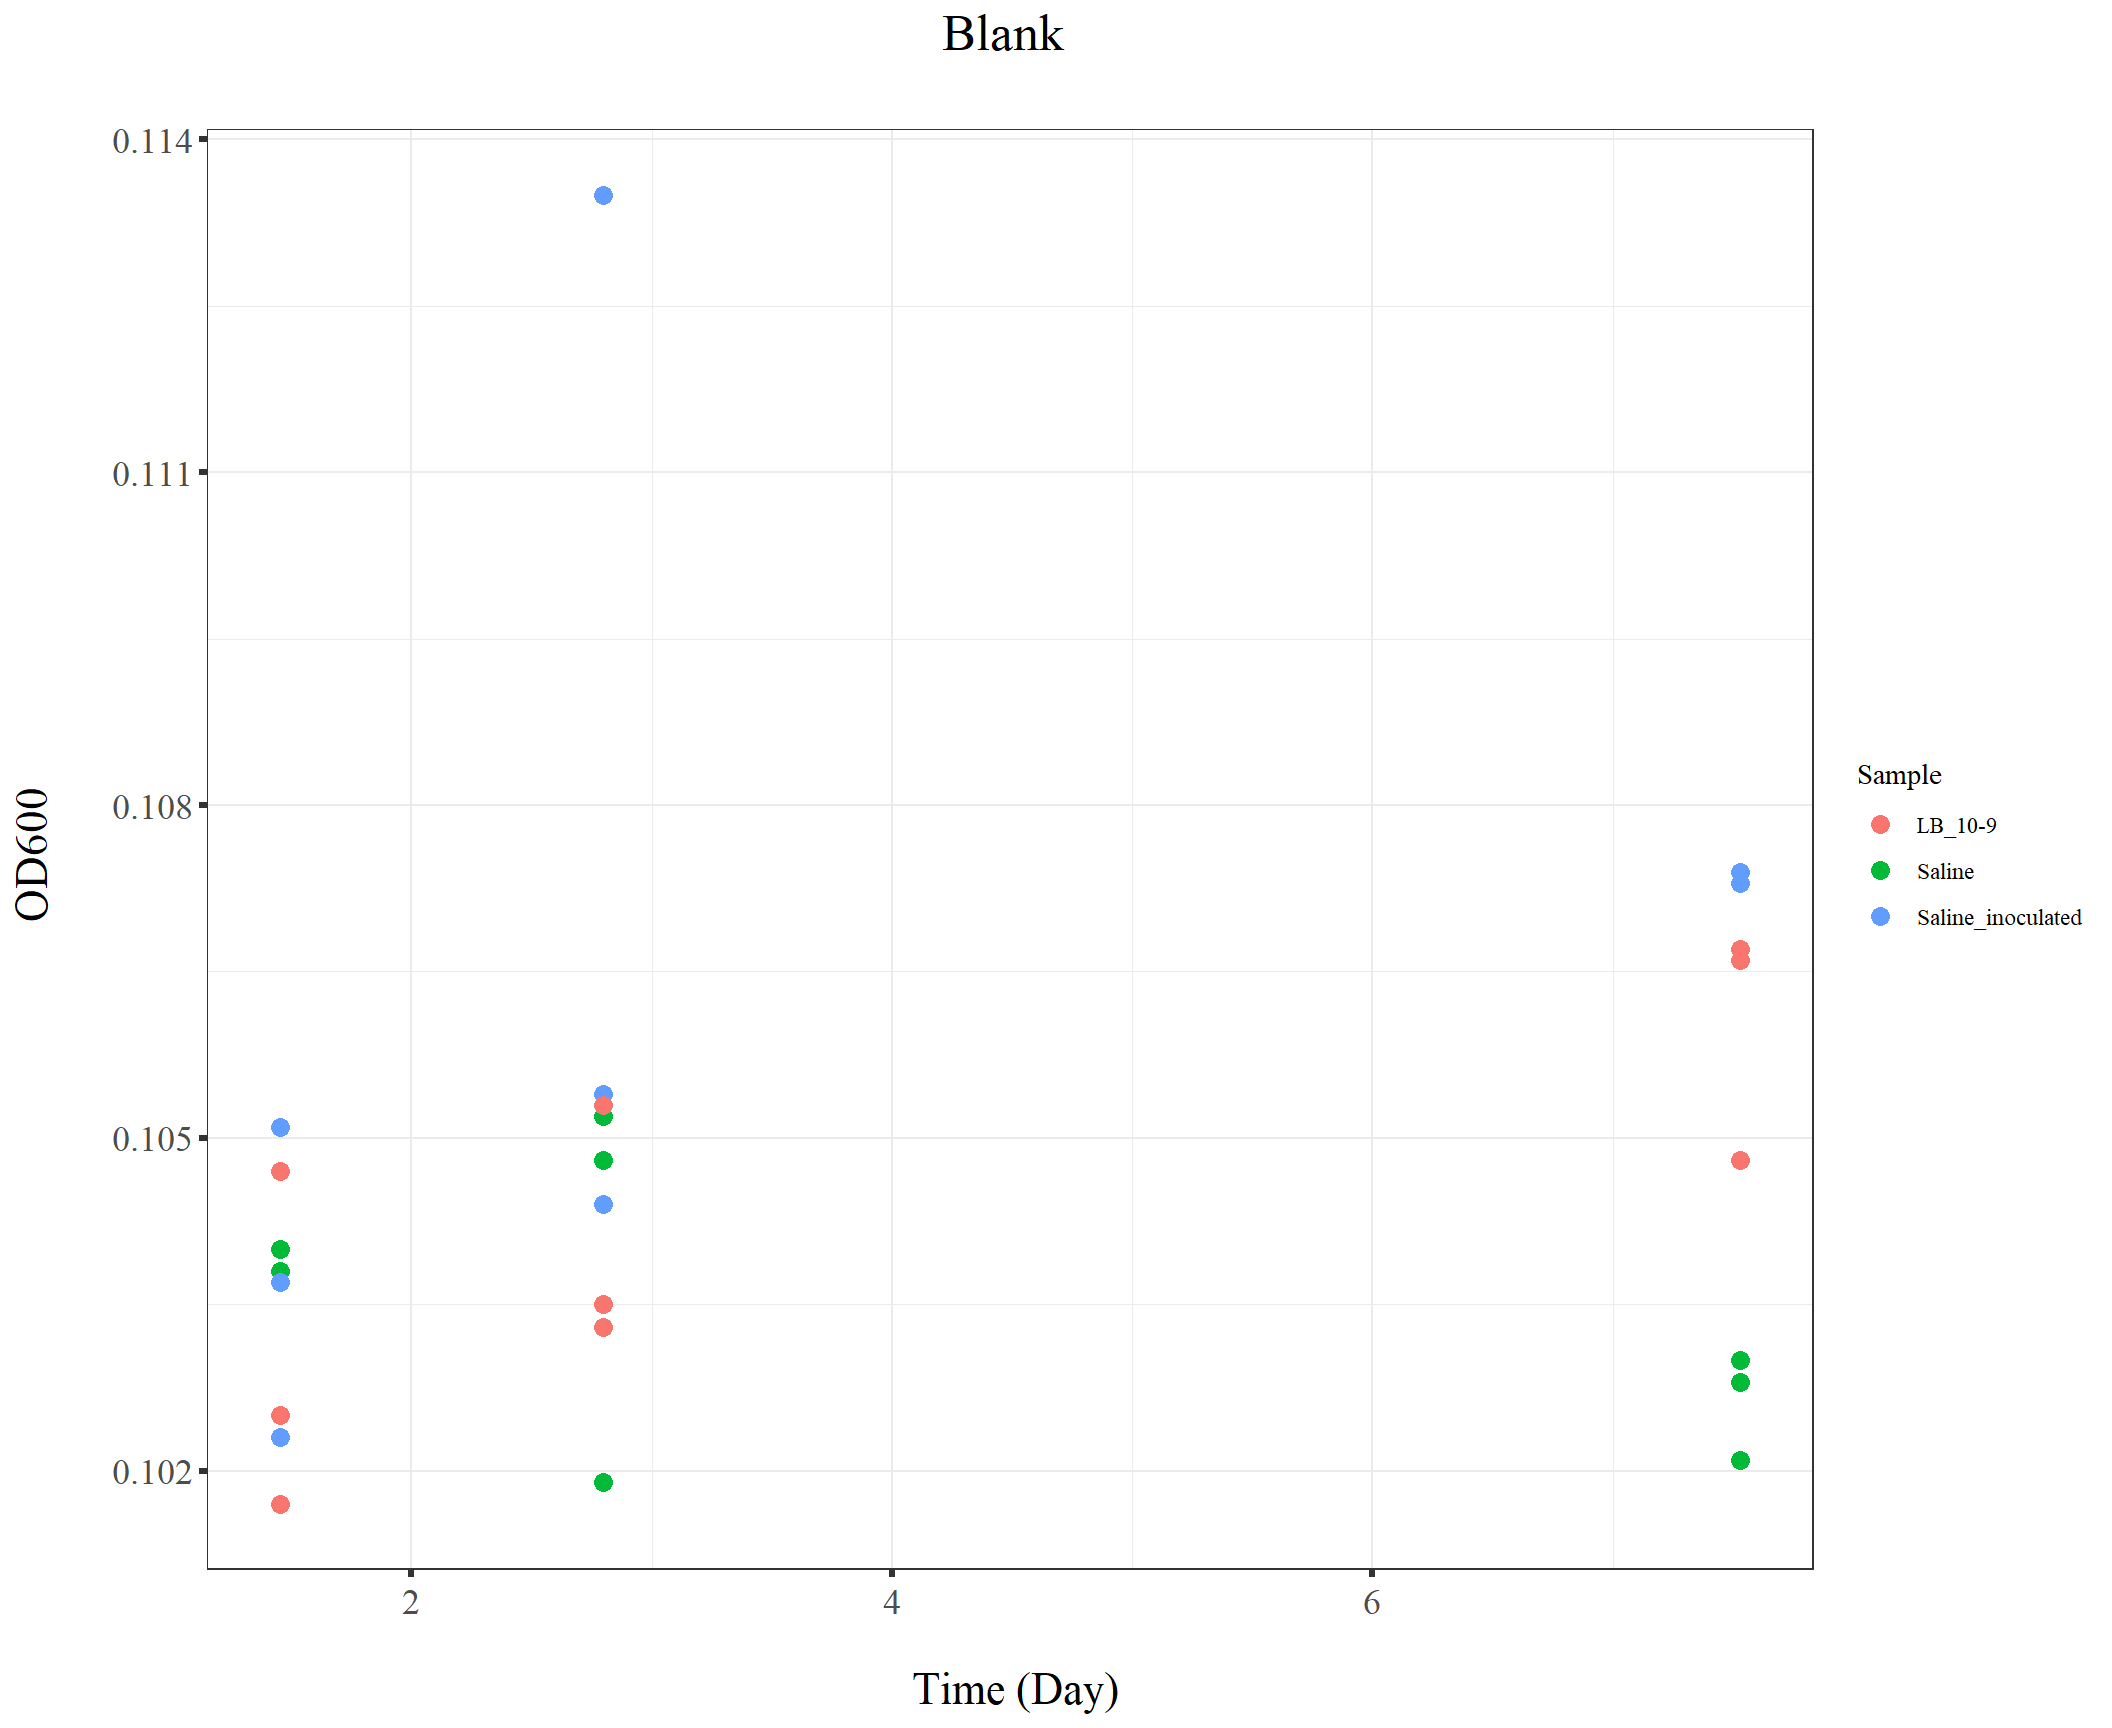 Blank
0.114
0.111
0.108
0.105
0.102
OD600
2
4
6
Time (Day)
Sample
LB_10-9
Saline
Saline_inoculated